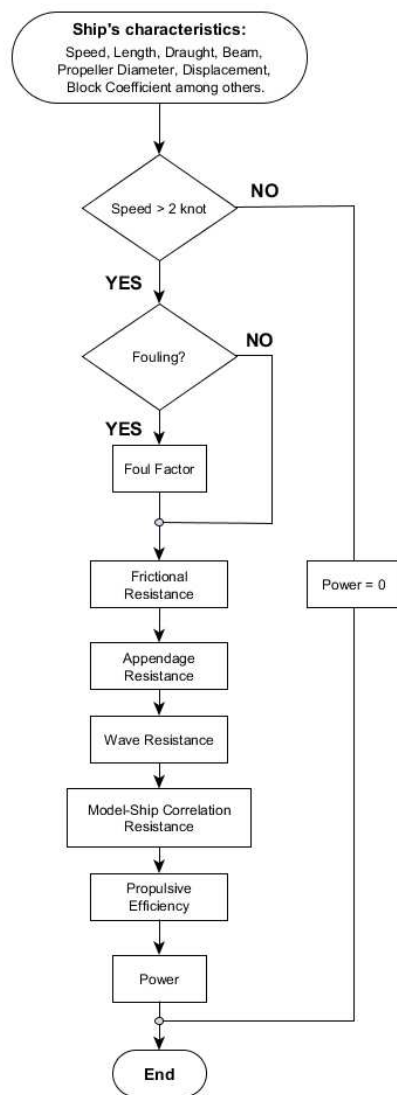 Ship's characteristics:
Speed, Length, Draught, Beam,
Propeller Diameter, Displacement,
Block Coefficient among others.
Speed > 2 knot
NO
YES
Fouling?
NO
YES
Foul Factor
Frictional
Resistance
Power = 0
Appendage
Resistance
Wave Resistance
Model-Ship Correlation
Resistance
Propulsive
Efficiency
Power
End